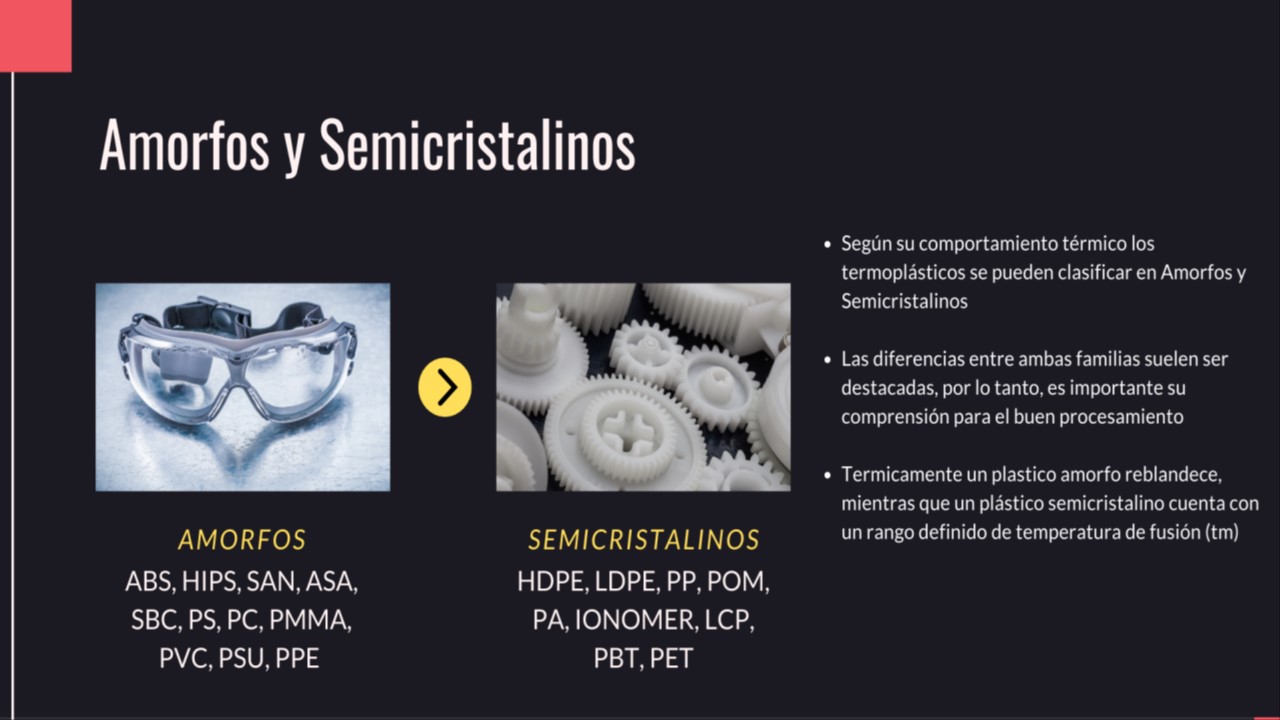 Amorfos y Semicristalinos
AMORFOS
ABS, HIPS, SAN, ASA,
SBC, PS, PC, PMMA,
PVC, PSU, PPE
SEMICRISTALINOS
HDPE, LDPE, PP, POM,
PA, IONOMER, LCP,
PBT, PET
• Según su comportamiento térmico los
termoplásticos se pueden clasificar en Amorfos y
Semicristalinos
• Las diferencias entre ambas familias suelen ser
destacadas, por lo tanto, es importante su
comprensión para el buen procesamiento
• Termicamente un plastico amorfo reblandece,
mientras que un plástico semicristalino cuenta con
un rango definido de temperatura de fusión (tm)